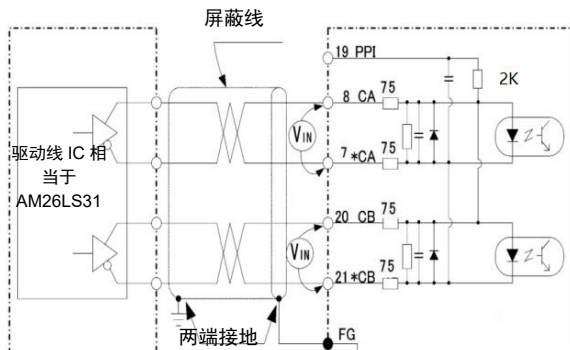 屏蔽线
19 PPI
2K
8 CA 75
VIN
7 *CA 75
驱动线 IC 相
当于
AM26LS31
20 CB 75
VIN
21 *CB 75
两端接地
FG